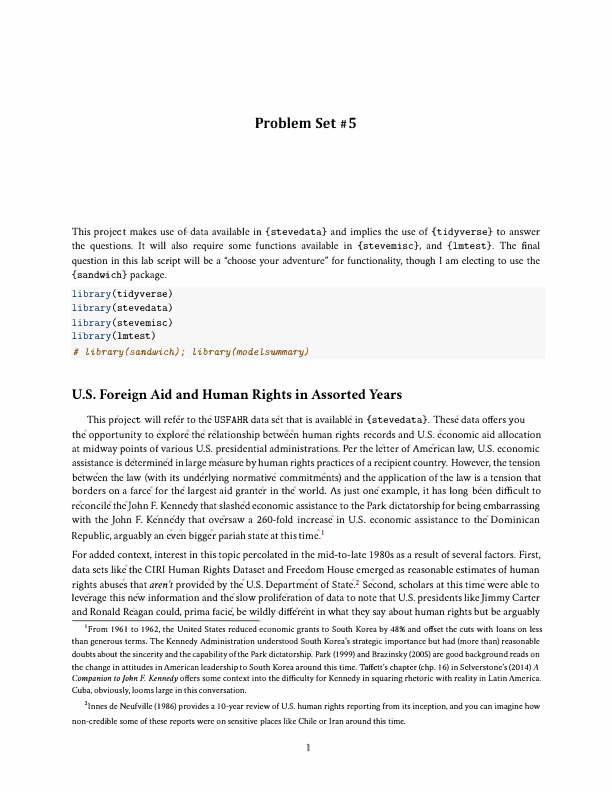 Problem Set #5
This project makes use of data available in {stevedata} and implies the use of {tidyverse} to answer
the questions. It will also require some functions available in {stevemisc}, and {lmtest}. The final
question in this lab script will be a “choose your adventure” for functionality, though I am electing to use the
{sandwich} package.
library(tidyverse)
library(stevedata)
library(stevemisc)
library(lmtest)
# library(sandwich); library(modelsummary)
U.S. Foreign Aid and Human Rights in Assorted Years
This project will refer to the USFAHR data set that is available in {stevedata}. These data offers you
the opportunity to explore the relationship between human rights records and U.S. economic aid allocation
at midway points of various U.S. presidential administrations. Per the letter of American law, U.S. economic
assistance is determined in large measure by human rights practices of a recipient country. However, the tension
between the law (with its underlying normative commitments) and the application of the law is a tension that
borders on a farce for the largest aid granter in the world. As just one example, it has long been difficult to
reconcile the John F. Kennedy that slashed economic assistance to the Park dictatorship for being embarrassing
with the John F. Kennedy that oversaw a 260-fold increase in U.S. economic assistance to the Dominican
Republic, arguably an even bigger pariah state at this time.1
For added context, interest in this topic percolated in the mid-to-late 1980s as a result of several factors. First,
data sets like the CIRI Human Rights Dataset and Freedom House emerged as reasonable estimates of human
rights abuses that aren’t provided by the U.S. Department of State.2 Second, scholars at this time were able to
leverage this new information and the slow proliferation of data to note that U.S. presidents like Jimmy Carter
and Ronald Reagan could, prima facie, be wildly different in what they say about human rights but be arguably
1From 1961 to 1962, the United States reduced economic grants to South Korea by 48% and offset the cuts with loans on less
than generous terms. The Kennedy Administration understood South Korea’s strategic importance but had (more than) reasonable
doubts about the sincerity and the capability of the Park dictatorship. Park (1999) and Brazinsky (2005) are good background reads on
the change in attitudes in American leadership to South Korea around this time. Taffett’s chapter (chp. 16) in Selverstone’s (2014) A
Companion to John F. Kennedy offers some context into the difficulty for Kennedy in squaring rhetoric with reality in Latin America.
Cuba, obviously, looms large in this conversation.
2Innes de Neufville (1986) provides a 10-year review of U.S. human rights reporting from its inception, and you can imagine how
non-credible some of these reports were on sensitive places like Chile or Iran around this time.
1